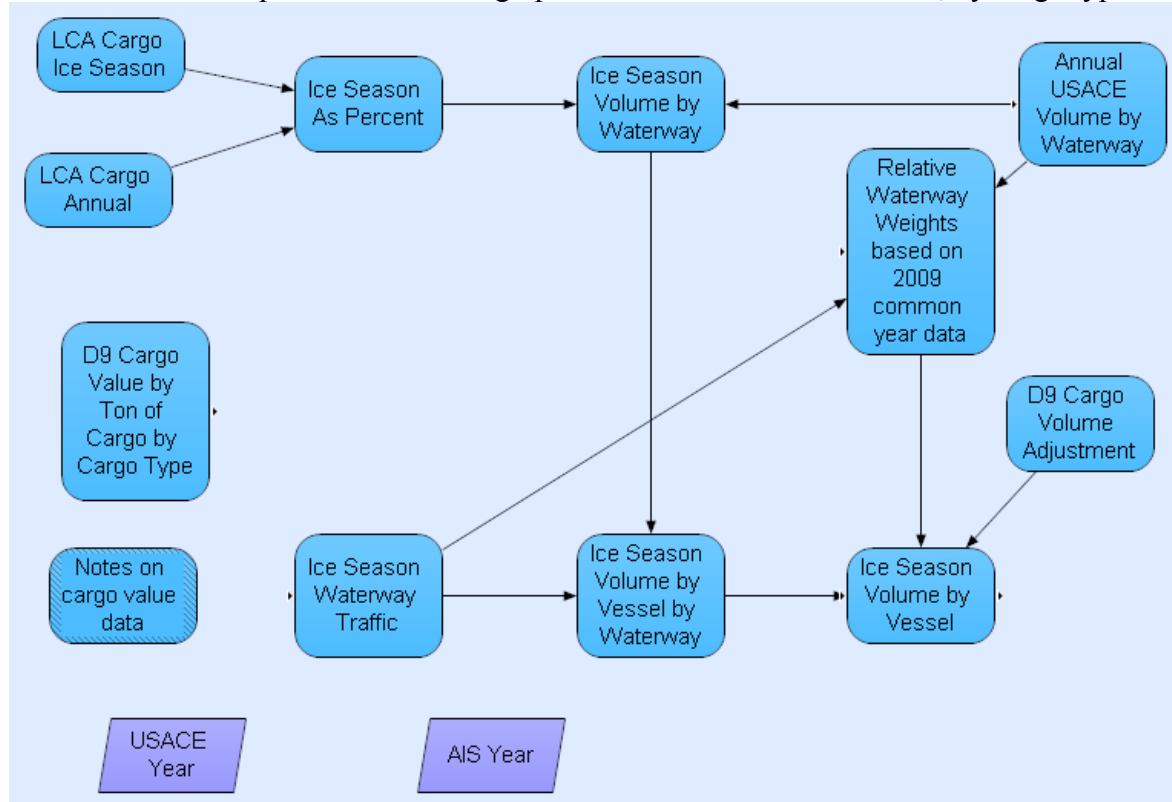 LCA Cargo
Ice Season
Ice Season
As Percent
Ice Season
Volume by
Waterway
Annual
USACE
Volume by
Waterway
LCA Cargo
Annual
Relative
Waterway
Weights
based on
2009
common
year data
D9 Cargo
Value by
Ton of
Cargo by
Cargo Type
D9 Cargo
Volume
Adjustment
Notes on
cargo value
data
Ice Season
Waterway
Traffic
Ice Season
Volume by
Vessel by
Waterway
Ice Season
Volume by
Vessel
USACE
Year
AIS Year